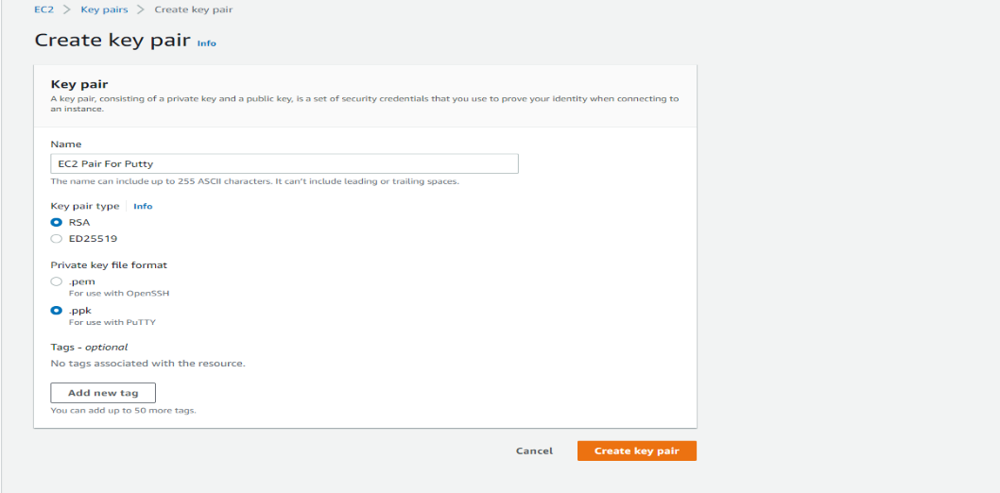 EC2 > Key pairs > Create key pair
Create key pair Info
Key pair
A key pair, consisting of a private key and a public key, is a set of security credentials that you use to prove your identity when connecting to
an instance.
Name
EC2 Pair For Putty
The name can include up to 255 ASCII characters. It can't include leading or trailing spaces.
Key pair type Info
RSA
ED25519
Private key file format
.pem
For use with OpenSSH
.ppk
For use with PuTTY
Tags - optional
No tags associated with the resource.
Add new tag
You can add up to 50 more tags.
Cancel Create key pair